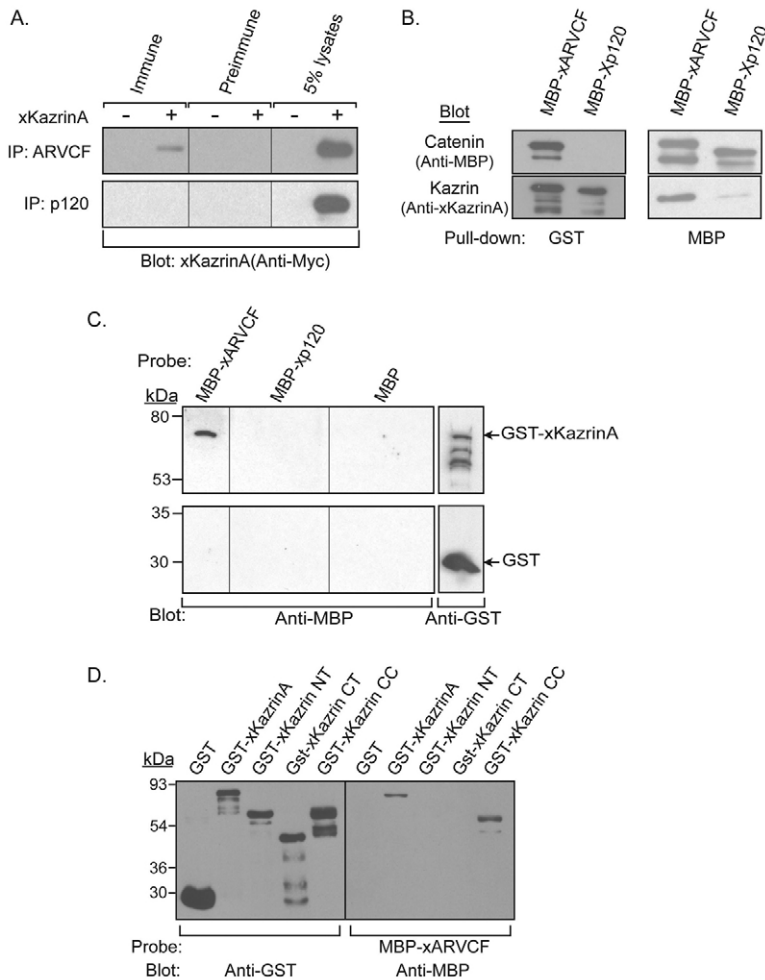 A.
Immune
Preimmune
5% lysates
xKazrinA
- + - + - +
IP: ARVCF
IP: p120
Blot: xKazrinA(Anti-Myc)
B.
MBP-xARVCF
MBP-Xp120
MBP-xARVCF
MBP-Xp120
Blot
Catenin
(Anti-MBP)
Kazrin
(Anti-xKazrinA)
Pull-down: GST MBP
C.
Probe:
MBP-xARVCF
MBP-Xp120
MBP
kDa
80
53
GST-xKazrinA
35
30
GST
Blot: Anti-MBP Anti-GST
D.
kDa
GST
GST-xKazrinA
GST-xKazrin NT
Gst-xKazrin CT
GST-xKazrin CC
GST
GST-xKazrinA
GST-xKazrin NT
Gst-xKazrin CT
GST-xKazrin CC
93
54
36
30
Probe: MBP-xARVCF
Blot: Anti-GST Anti-MBP